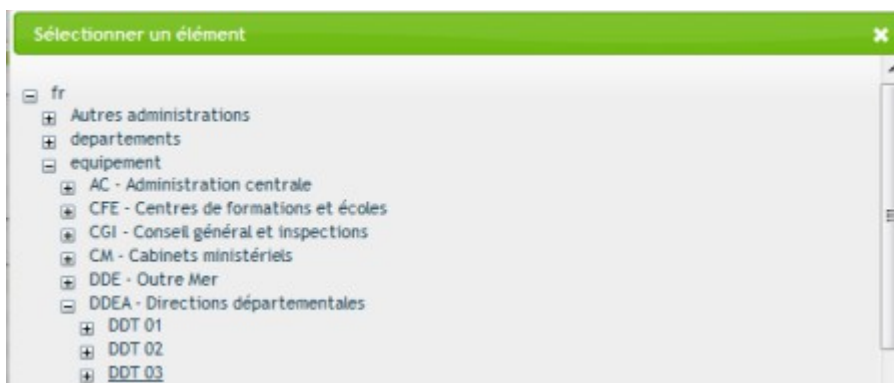 Sélectionner un élément
fr
Autres administrations
departements
equipement
AC - Administration centrale
CFE - Centres de formations et écoles
CGI - Conseil général et inspections
CM - Cabinets ministériels
DDE - Outre Mer
DDEA - Directions départementales
DDT 01
DDT 02
DDT 03